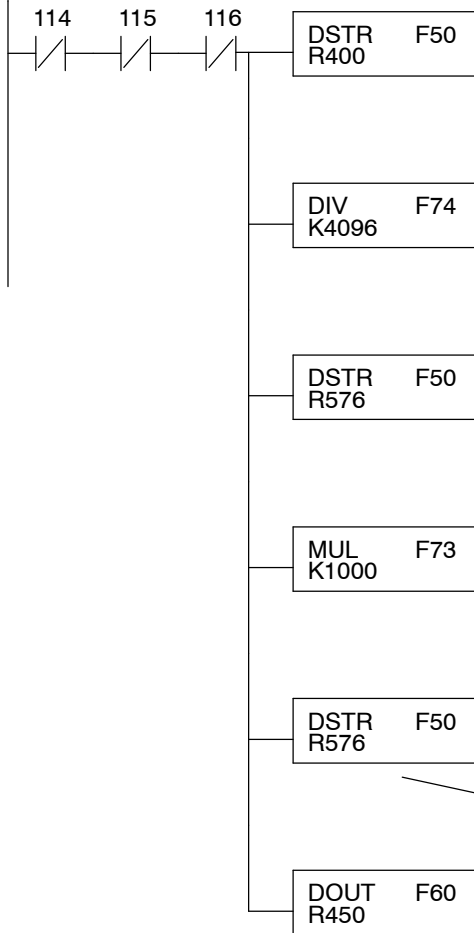 114 115 116
DSTR F50
R400
DIV F74
K4096
DSTR F50
R576
MUL F73
K1000
DSTR F50
R576
DOUT F60
R450